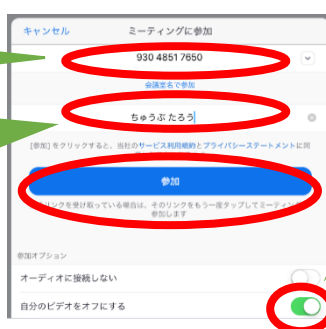 キャンセル ミーティングに参加
930 4851 7650
会議室名で参加
ちゅうぶ たろう
[参加] をクリックすると、当社のサービス利用規約とプライバシーステートメントに同
参加
リンクを受け取っている場合は、そのリンクをもう一度タップしてミーティン
参加します
参加オプション
オーディオに接続しない
自分のビデオをオフにする